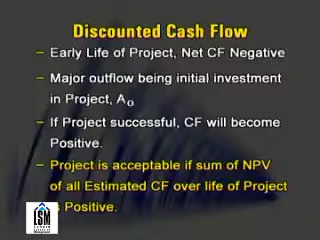 Discounted Cash Flow
– Early Life of Project, Net CF Negative
– Major outflow being initial investment
in Project, Ao
– If Project successful, CF will become
Positive.
– Project is acceptable if sum of NPV
of all Estimated CF over life of Project
s Positive.
LSM